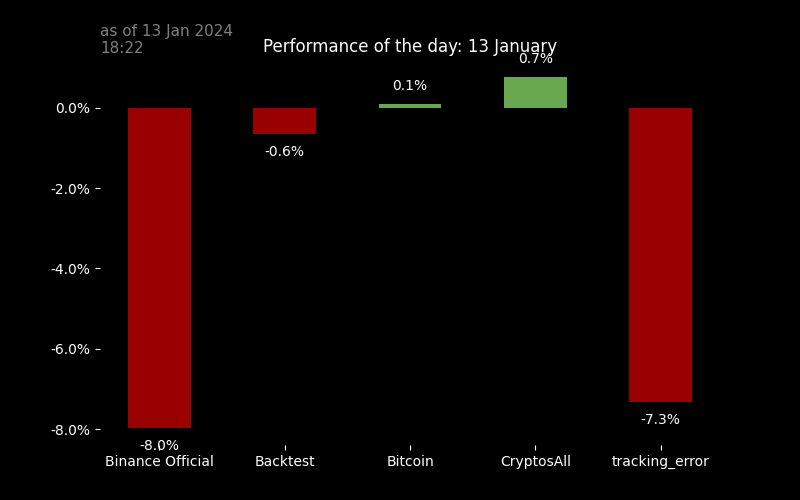 as of 13 Jan 2024
18:22
Performance of the day: 13 January
0.7%
0.1%
0.0%
-0.6%
-2.0%
-4.0%
-6.0%
-7.3%
-8.0%
-8.0%
Binance Official
Backtest
Bitcoin
CryptosAll
tracking_error